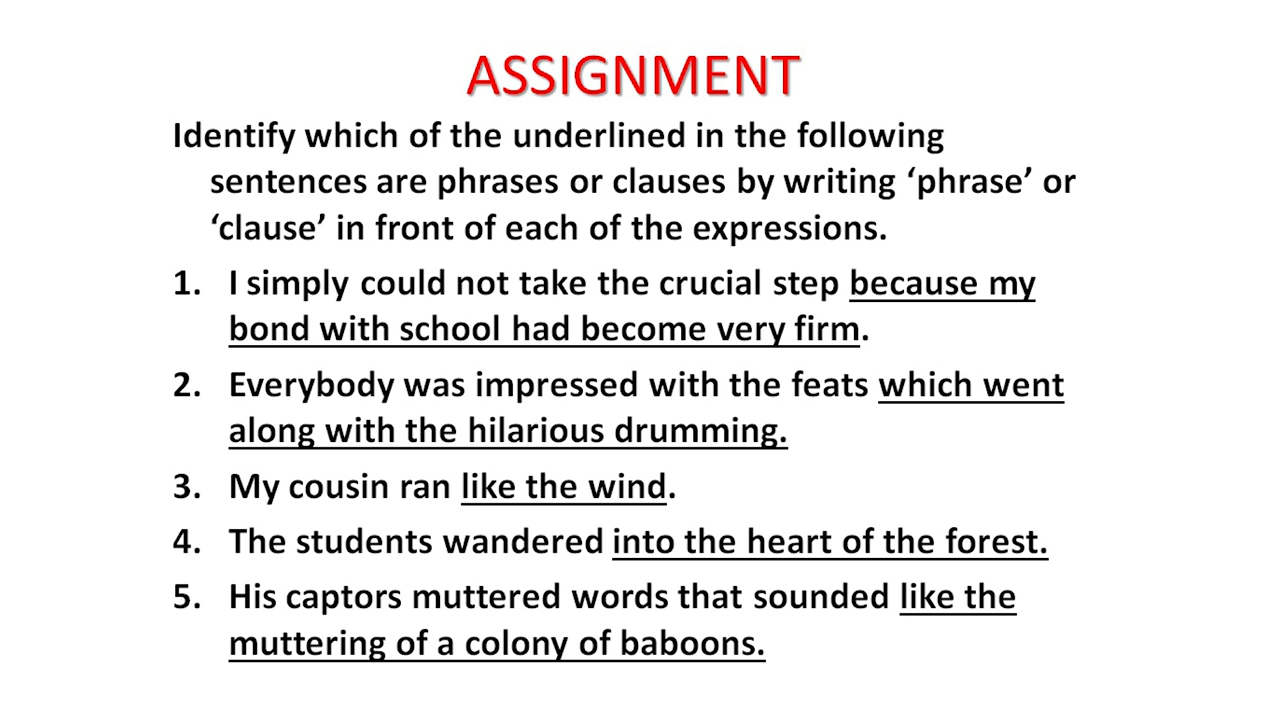 ASSIGNMENT
Identify which of the underlined in the following
sentences are phrases or clauses by writing ‘phrase’ or
‘clause’ in front of each of the expressions.
1. I simply could not take the crucial step because my
bond with school had become very firm.
2. Everybody was impressed with the feats which went
along with the hilarious drumming.
3. My cousin ran like the wind.
4. The students wandered into the heart of the forest.
5. His captors muttered words that sounded like the
muttering of a colony of baboons.